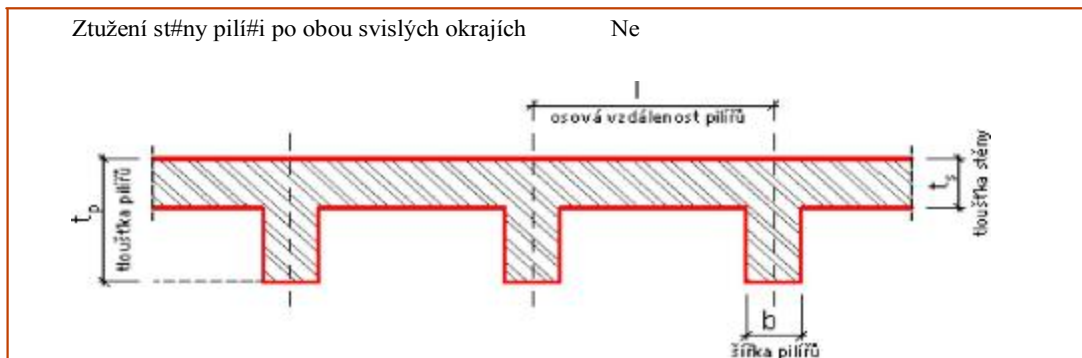 Ztužení st#ny pilí#i po obou svislých okrajích Ne
l
osová vzdálenost pilířů
tp
tloušťka pilířů
ts
tloušťka stěny
b
šířka pilířů